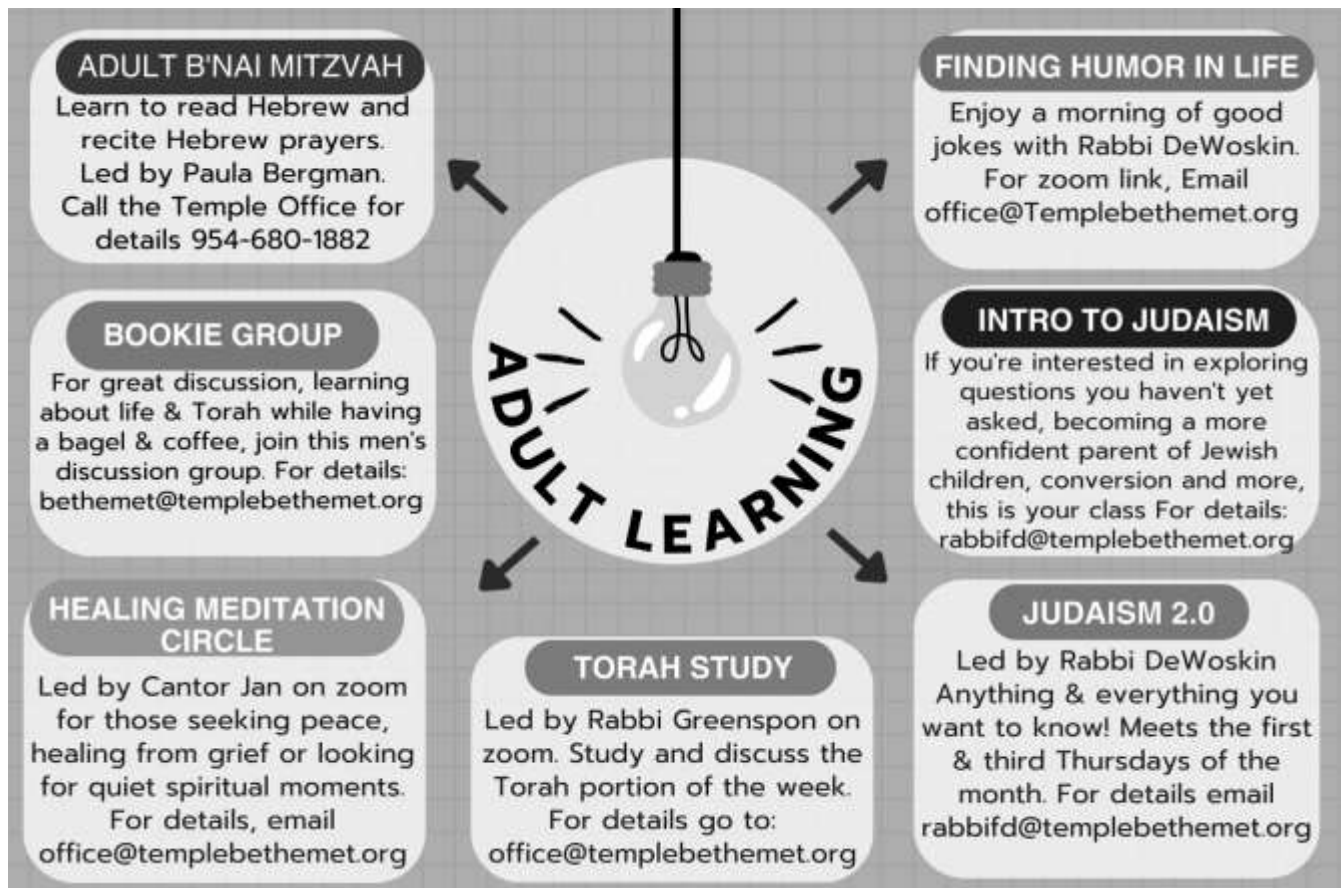 ADULT B'NAI MITZVAH
Learn to read Hebrew and
recite Hebrew prayers.
Led by Paula Bergman.
Call the Temple Office for
details 954-680-1882
FINDING HUMOR IN LIFE
Enjoy a morning of good
jokes with Rabbi DeWoskin.
For zoom link, Email
office@Templebethemet.org
BOOKIE GROUP
For great discussion, learning
about life & Torah while having
a bagel & coffee, join this men's
discussion group. For details:
bethemet@templebethemet.org
ADULT LEARNING
INTRO TO JUDAISM
If you're interested in exploring
questions you haven't yet
asked, becoming a more
confident parent of Jewish
children, conversion and more,
this is your class For details:
rabbifd@templebethemet.org
HEALING MEDITATION
CIRCLE
Led by Cantor Jan on zoom
for those seeking peace,
healing from grief or looking
for quiet spiritual moments.
For details, email
office@templebethemet.org
TORAH STUDY
Led by Rabbi Greenspon on
zoom. Study and discuss the
Torah portion of the week.
For details go to:
office@templebethemet.org
JUDAISM 2.0
Led by Rabbi DeWoskin
Anything & everything you
want to know! Meets the first
& third Thursdays of the
month. For details email
rabbifd@templebethemet.org